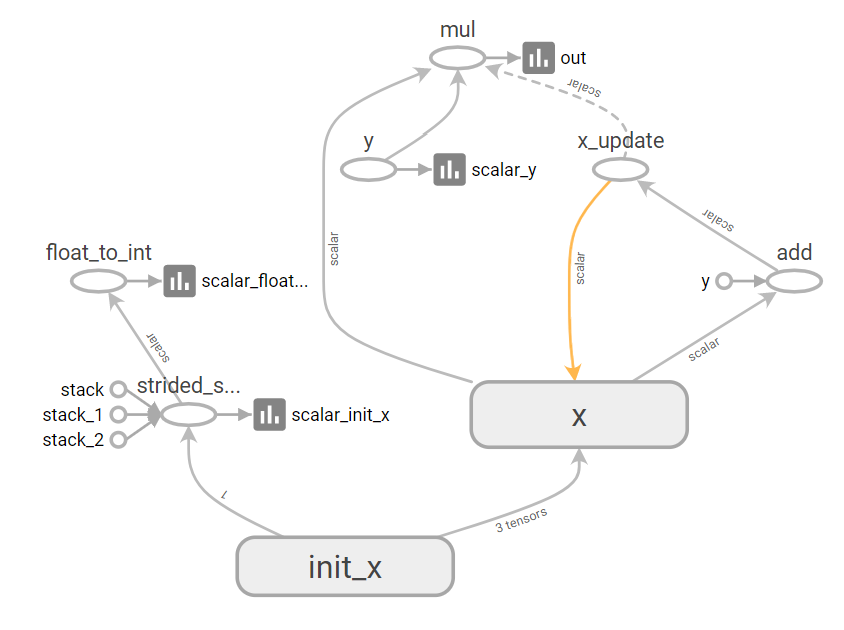 mul
out
scalar
y
x_update
scalar_y
scalar
scalar
float_to_int
scalar_float...
scalar
y
add
scalar
scalar
stack
strided_s...
stack_1
scalar_init_x
stack_2
x
1
3 tensors
init_x